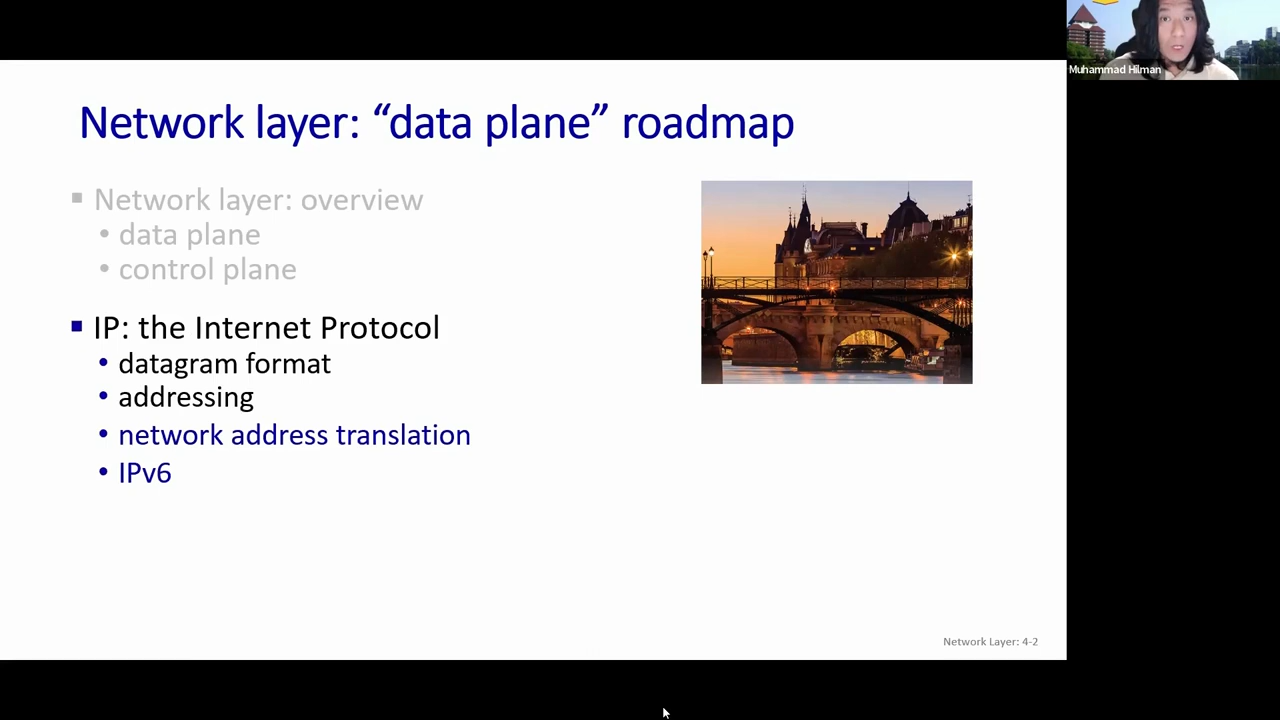 Muhammad Hilman
Network layer: “data plane” roadmap
▪ Network layer: overview
• data plane
• control plane
▪ IP: the Internet Protocol
• datagram format
• addressing
• network address translation
• IPv6
Network Layer: 4-2